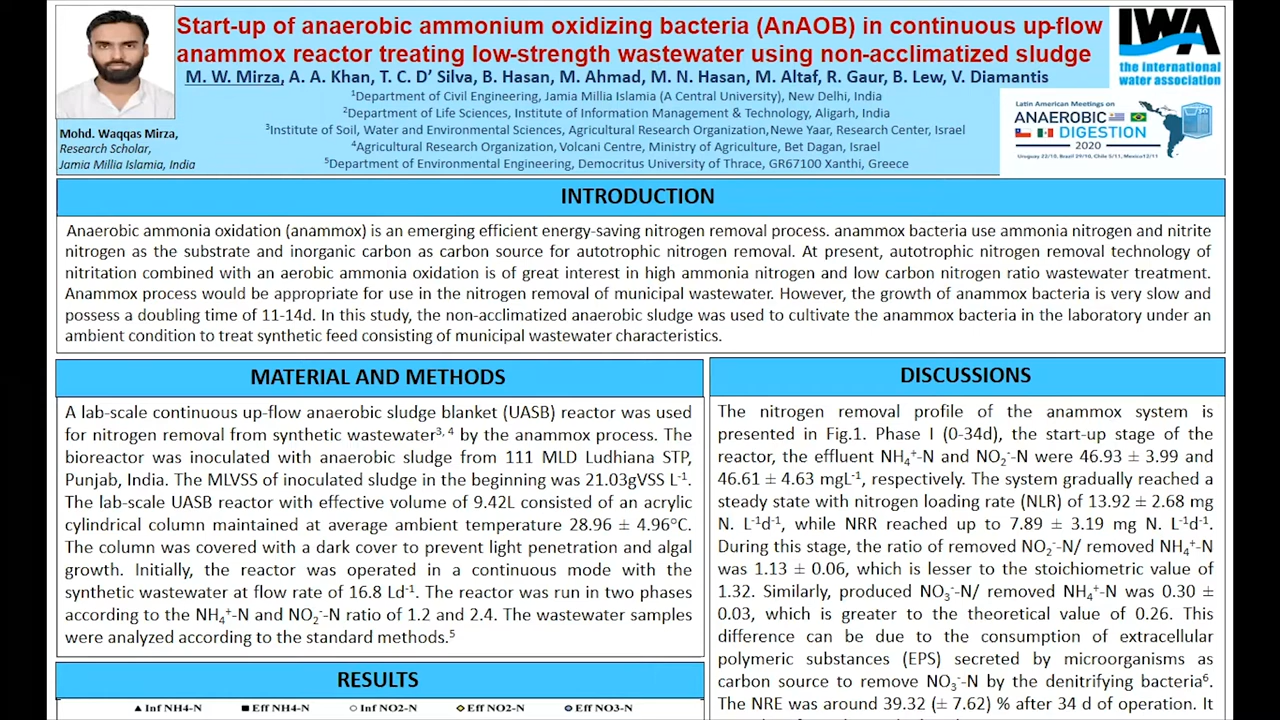 Start-up of anaerobic ammonium oxidizing bacteria (AnAOB) in continuous up-flow
anammox reactor treating low-strength wastewater using non-acclimatized sludge
M. W. Mirza, A. A. Khan, T. C. D’ Silva, B. Hasan, M. Ahmad, M. N. Hasan, M. Altaf, R. Gaur, B. Lew, V. Diamantis
¹Department of Civil Engineering, Jamia Millia Islamia (A Central University), New Delhi, India
²Department of Life Sciences, Institute of Information Management & Technology, Aligarh, India
³Institute of Soil, Water and Environmental Sciences, Agricultural Research Organization,Newe Yaar, Research Center, Israel
⁴Agricultural Research Organization, Volcani Centre, Ministry of Agriculture, Bet Dagan, Israel
⁵Department of Environmental Engineering, Democritus University of Thrace, GR67100 Xanthi, Greece
Mohd. Waqqas Mirza,
Research Scholar,
Jamia Millia Islamia, India
IWA
the international
water association
Latin American Meetings on
ANAEROBIC
DIGESTION
2020
Uruguay 22/10, Brazil 29/10, Chile 5/11, Mexico12/11
INTRODUCTION
Anaerobic ammonia oxidation (anammox) is an emerging efficient energy-saving nitrogen removal process. anammox bacteria use ammonia nitrogen and nitrite
nitrogen as the substrate and inorganic carbon as carbon source for autotrophic nitrogen removal. At present, autotrophic nitrogen removal technology of
nitritation combined with an aerobic ammonia oxidation is of great interest in high ammonia nitrogen and low carbon nitrogen ratio wastewater treatment.
Anammox process would be appropriate for use in the nitrogen removal of municipal wastewater. However, the growth of anammox bacteria is very slow and
possess a doubling time of 11-14d. In this study, the non-acclimatized anaerobic sludge was used to cultivate the anammox bacteria in the laboratory under an
ambient condition to treat synthetic feed consisting of municipal wastewater characteristics.
MATERIAL AND METHODS
A lab-scale continuous up-flow anaerobic sludge blanket (UASB) reactor was used
for nitrogen removal from synthetic wastewater³,⁴ by the anammox process. The
bioreactor was inoculated with anaerobic sludge from 111 MLD Ludhiana STP,
Punjab, India. The MLVSS of inoculated sludge in the beginning was 21.03gVSS L⁻¹.
The lab-scale UASB reactor with effective volume of 9.42L consisted of an acrylic
cylindrical column maintained at average ambient temperature 28.96 ± 4.96°C.
The column was covered with a dark cover to prevent light penetration and algal
growth. Initially, the reactor was operated in a continuous mode with the
synthetic wastewater at flow rate of 16.8 Ld⁻¹. The reactor was run in two phases
according to the NH₄⁺-N and NO₂⁻-N ratio of 1.2 and 2.4. The wastewater samples
were analyzed according to the standard methods.⁵
RESULTS
Inf NH4-N Eff NH4-N Inf NO2-N Eff NO2-N Eff NO3-N
DISCUSSIONS
The nitrogen removal profile of the anammox system is
presented in Fig.1. Phase I (0-34d), the start-up stage of the
reactor, the effluent NH₄⁺-N and NO₂⁻-N were 46.93 ± 3.99 and
46.61 ± 4.63 mgL⁻¹, respectively. The system gradually reached a
steady state with nitrogen loading rate (NLR) of 13.92 ± 2.68 mg
N. L⁻¹d⁻¹, while NRR reached up to 7.89 ± 3.19 mg N. L⁻¹d⁻¹.
During this stage, the ratio of removed NO₂⁻-N/ removed NH₄⁺-N
was 1.13 ± 0.06, which is lesser to the stoichiometric value of
1.32. Similarly, produced NO₃⁻-N/ removed NH₄⁺-N was 0.30 ±
0.03, which is greater to the theoretical value of 0.26. This
difference can be due to the consumption of extracellular
polymeric substances (EPS) secreted by microorganisms as
carbon source to remove NO₃⁻-N by the denitrifying bacteria⁶.
The NRE was around 39.32 (± 7.62) % after 34 d of operation. It